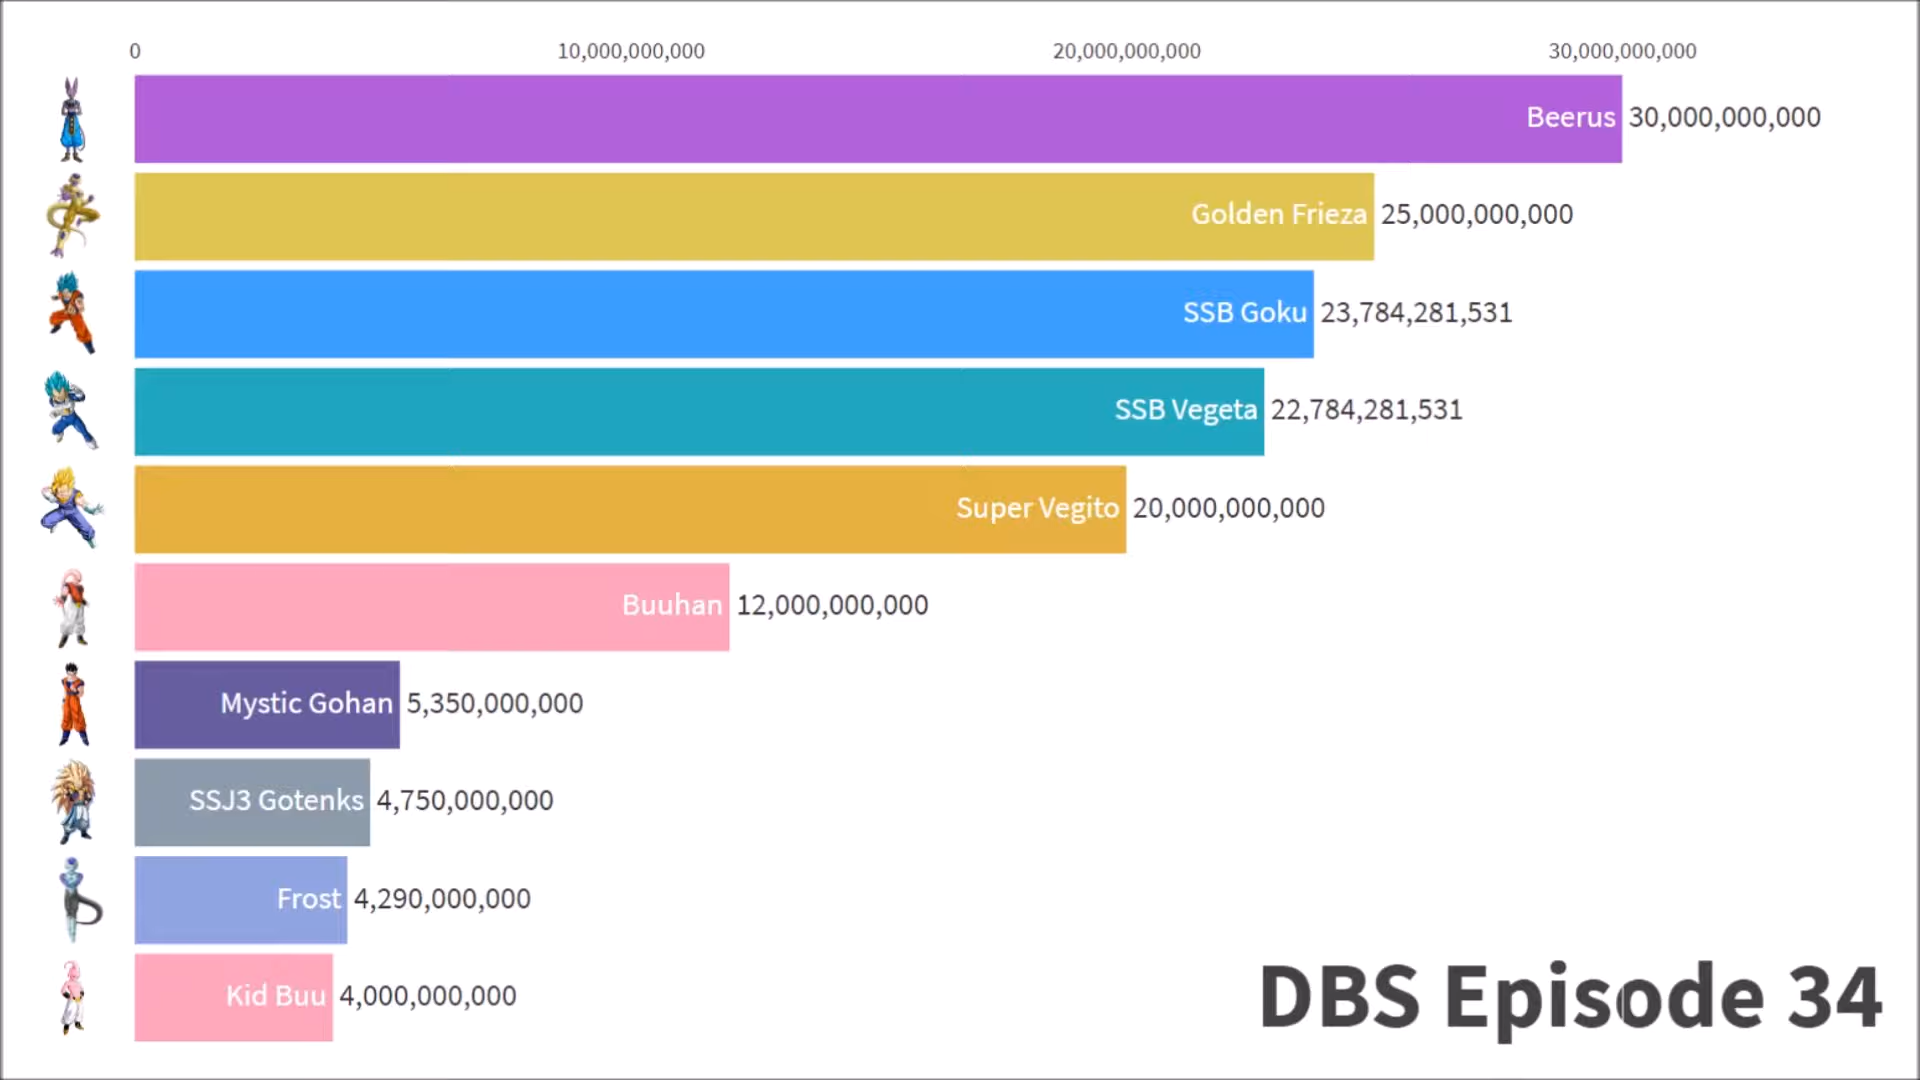 0 10,000,000,000 20,000,000,000 30,000,000,000
Beerus 30,000,000,000
Golden Frieza 25,000,000,000
SSB Goku 23,784,281,531
SSB Vegeta 22,784,281,531
Super Vegito 20,000,000,000
Buuhan 12,000,000,000
Mystic Gohan 5,350,000,000
SSJ3 Gotenks 4,750,000,000
Frost 4,290,000,000
Kid Buu 4,000,000,000
DBS Episode 34